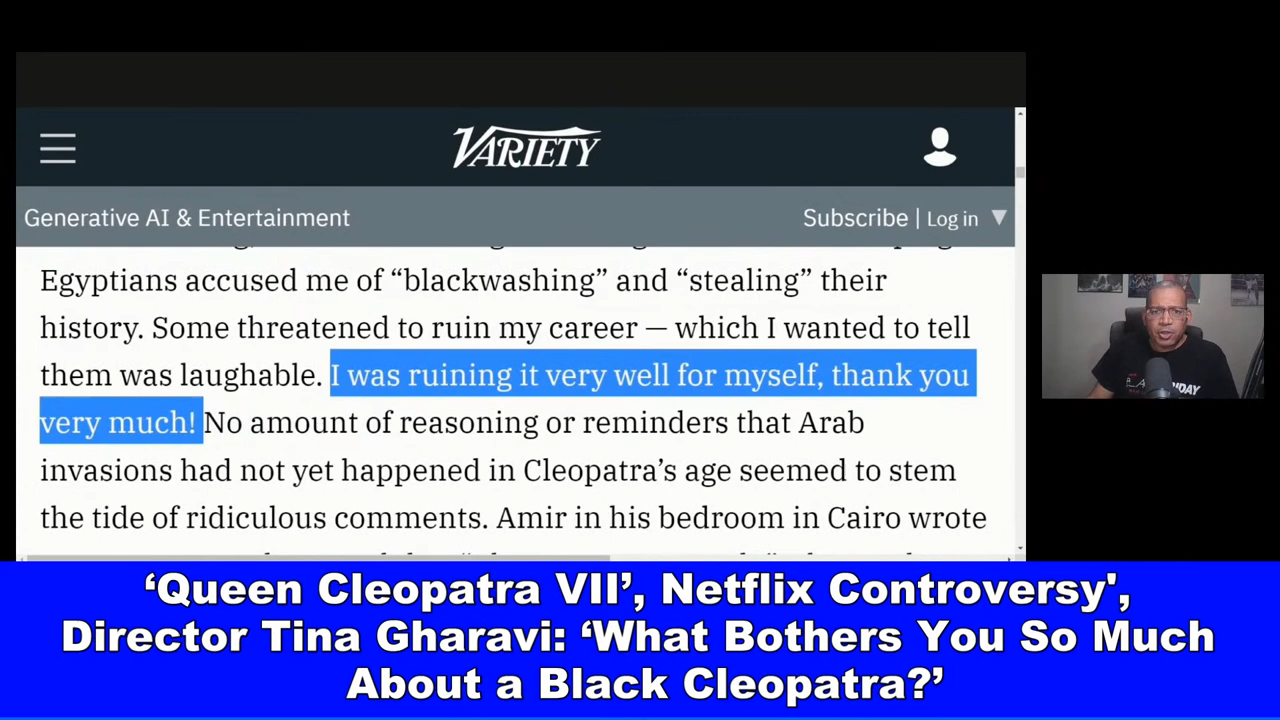 VARIETY
Generative AI & Entertainment
Subscribe | Log in ▼
Egyptians accused me of “blackwashing” and “stealing” their
history. Some threatened to ruin my career — which I wanted to tell
them was laughable. I was ruining it very well for myself, thank you
very much! No amount of reasoning or reminders that Arab
invasions had not yet happened in Cleopatra’s age seemed to stem
the tide of ridiculous comments. Amir in his bedroom in Cairo wrote
‘Queen Cleopatra VII’, Netflix Controversy',
Director Tina Gharavi: ‘What Bothers You So Much
About a Black Cleopatra?’